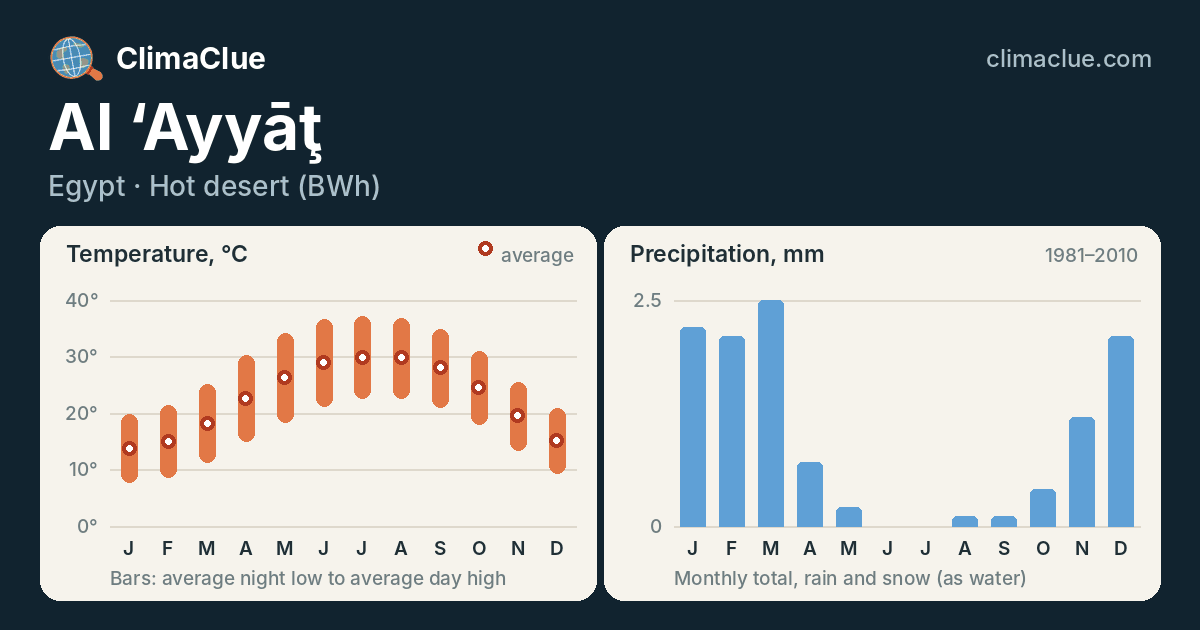 ClimaClue
climaclue.com
Al ‘Ayyāţ
Egypt · Hot desert (BWh)
Temperature, °C
average
40°
30°
20°
10°
0°
J F M A M J J A S O N D
Bars: average night low to average day high
Precipitation, mm
1981–2010
2.5
0
J F M A M J J A S O N D
Monthly total, rain and snow (as water)